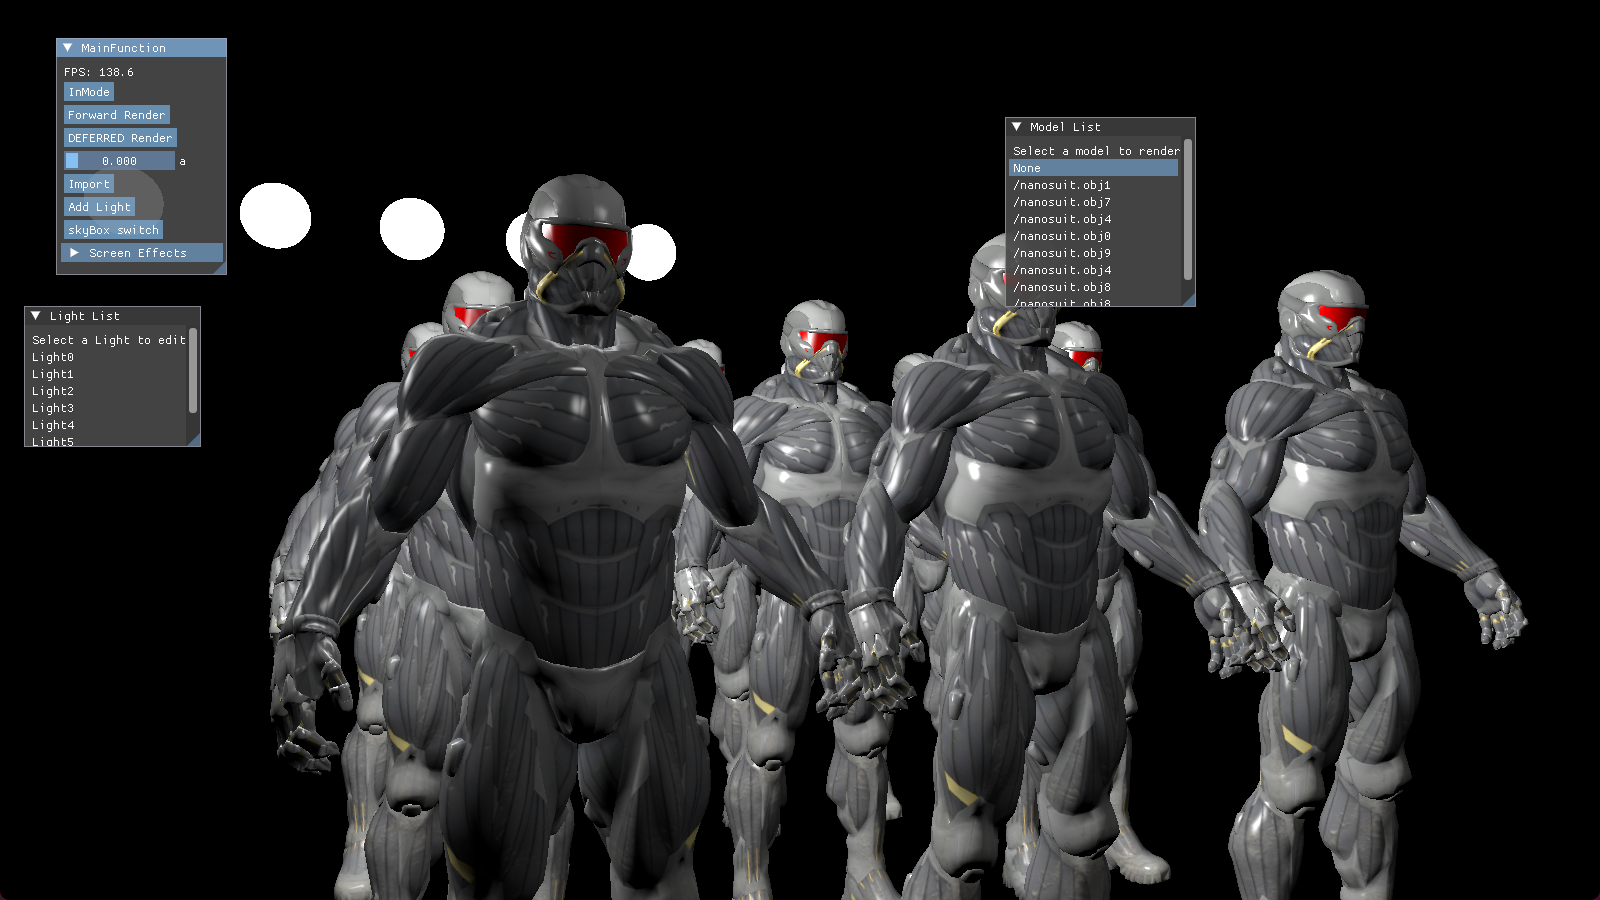 MainFunction
FPS: 138.6
InMode
Forward Render
DEFERRED Render
0.000 a
Import
Add Light
skyBox switch
Screen Effects
Light List
Select a Light to edit
Light0
Light1
Light2
Light3
Light4
Light5
Model List
Select a model to render
None
/nanosuit.obj1
/nanosuit.obj7
/nanosuit.obj4
/nanosuit.obj0
/nanosuit.obj9
/nanosuit.obj4
/nanosuit.obj8
/nanosuit.obj8